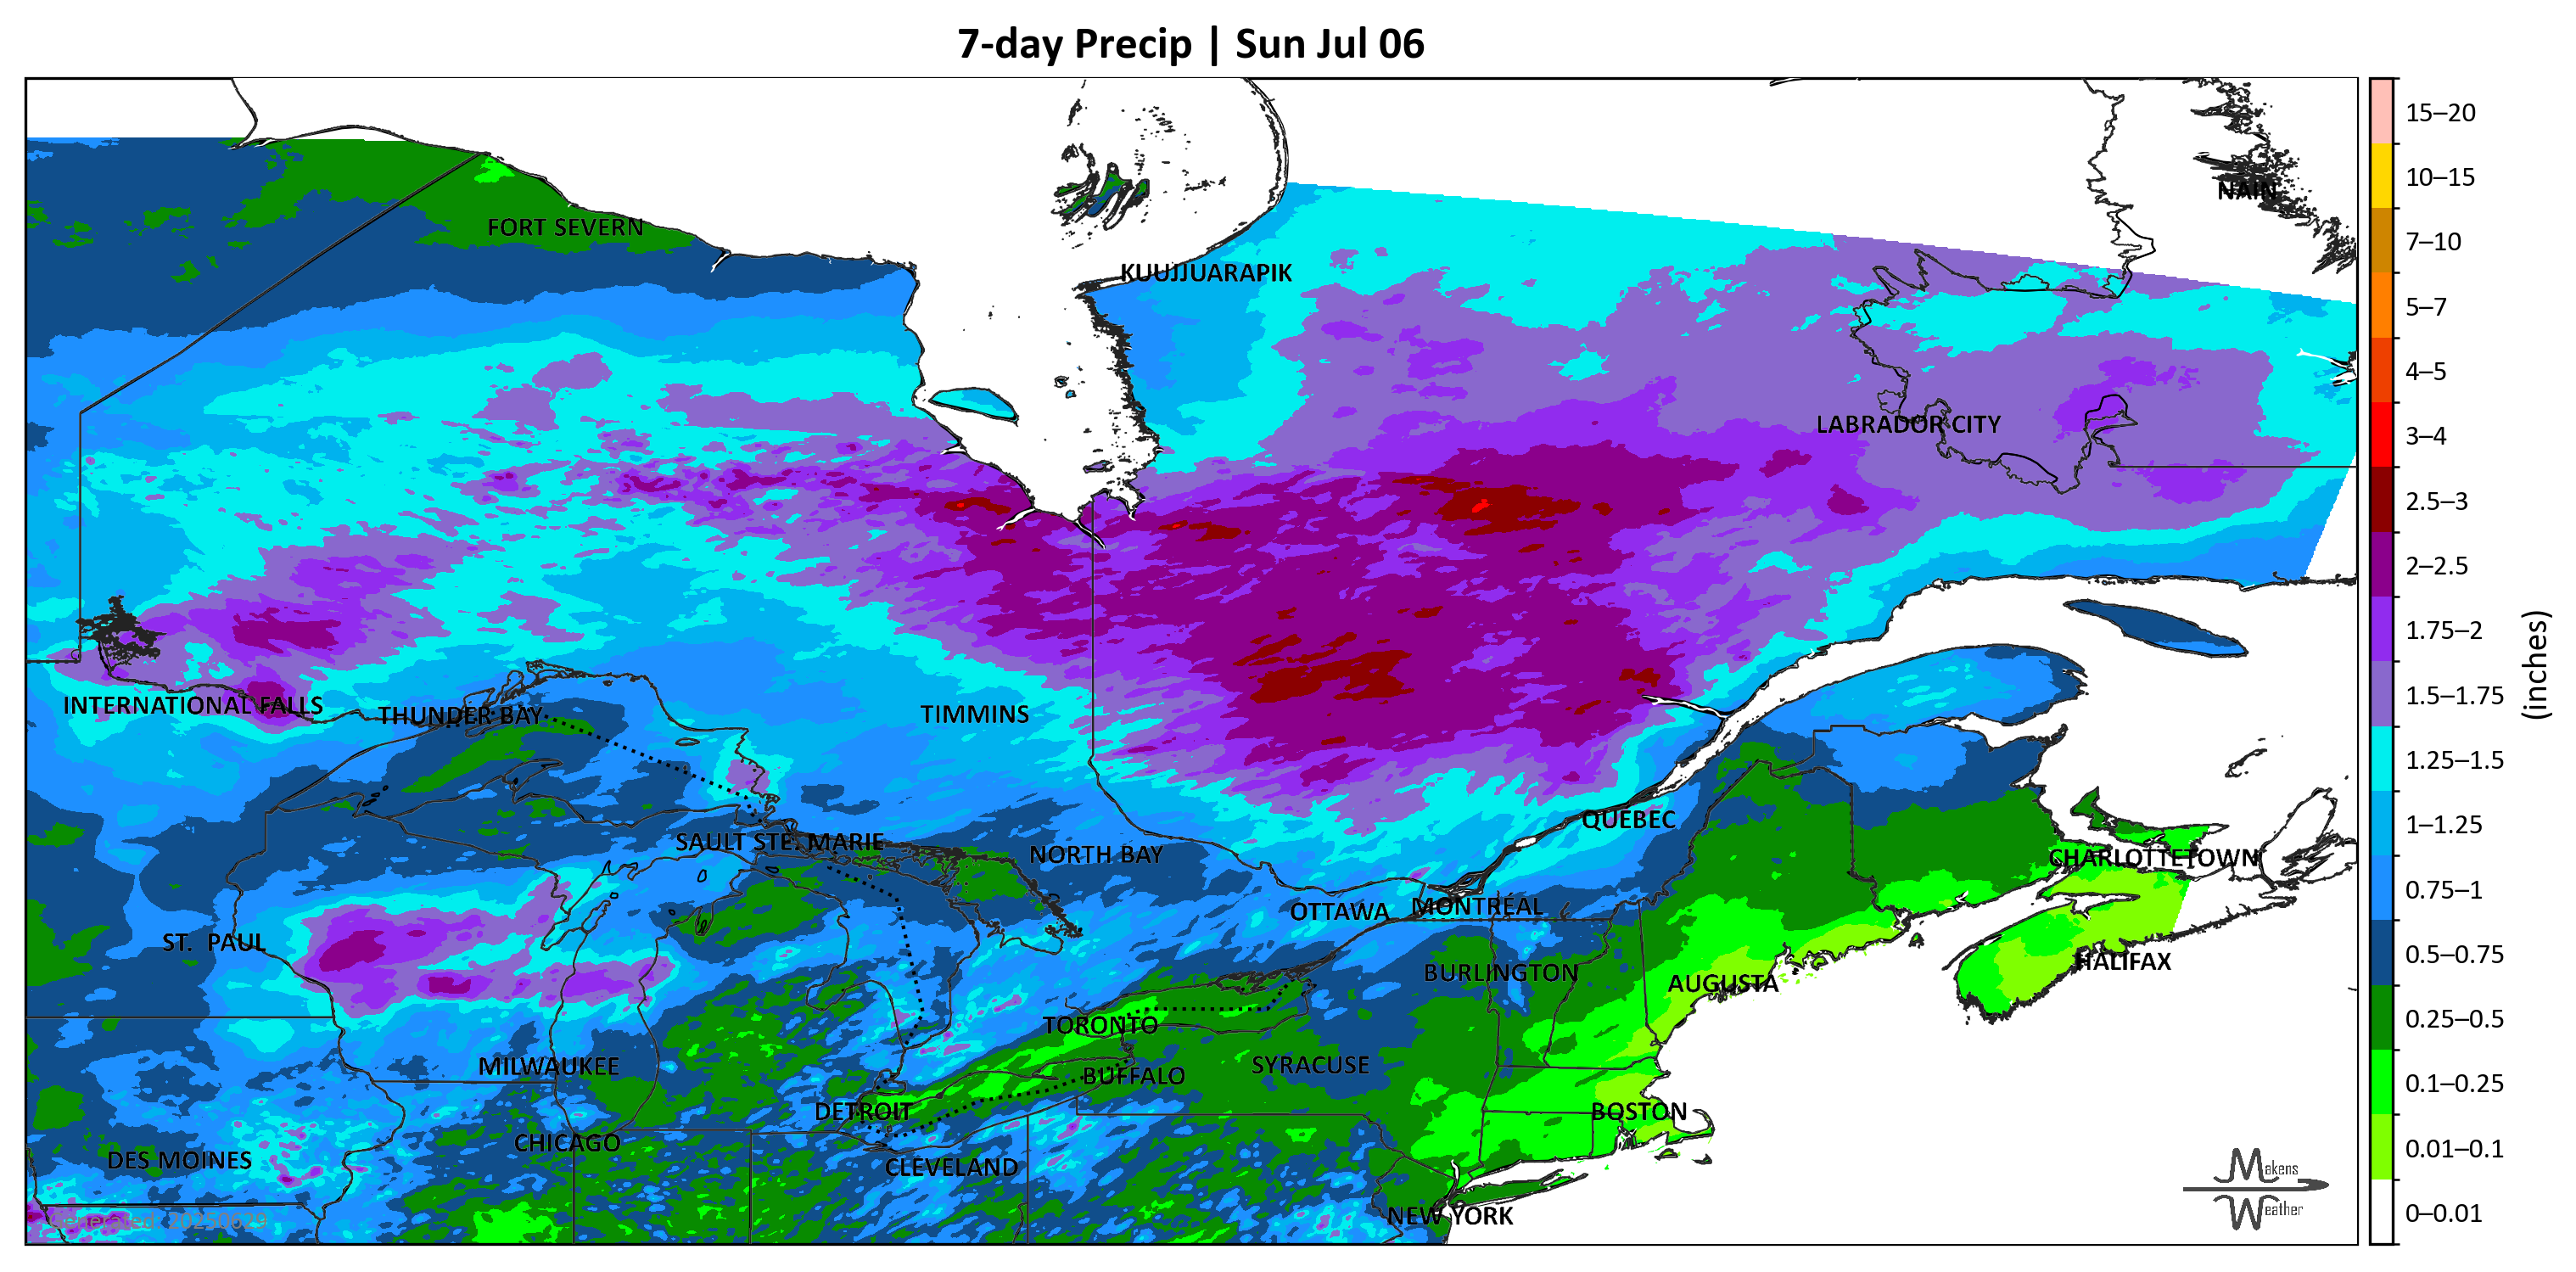 7-day Precip | Sun Jul 06
NAIN
FORT SEVERN
KUUJJUARAPIK
LABRADOR CITY
INTERNATIONAL FALLS
THUNDER BAY
TIMMINS
QUEBEC
SAULT STE. MARIE
NORTH BAY
CHARLOTTETOWN
OTTAWA
MONTREAL
ST. PAUL
HALIFAX
BURLINGTON
AUGUSTA
TORONTO
SYRACUSE
MILWAUKEE
BUFFALO
DETROIT
BOSTON
CHICAGO
DES MOINES
CLEVELAND
NEW YORK
Generated: 20250629
Makens
Weather
15–20
10–15
7–10
5–7
4–5
3–4
2.5–3
2–2.5
1.75–2
1.5–1.75
1.25–1.5
1–1.25
0.75–1
0.5–0.75
0.25–0.5
0.1–0.25
0.01–0.1
0–0.01
(inches)